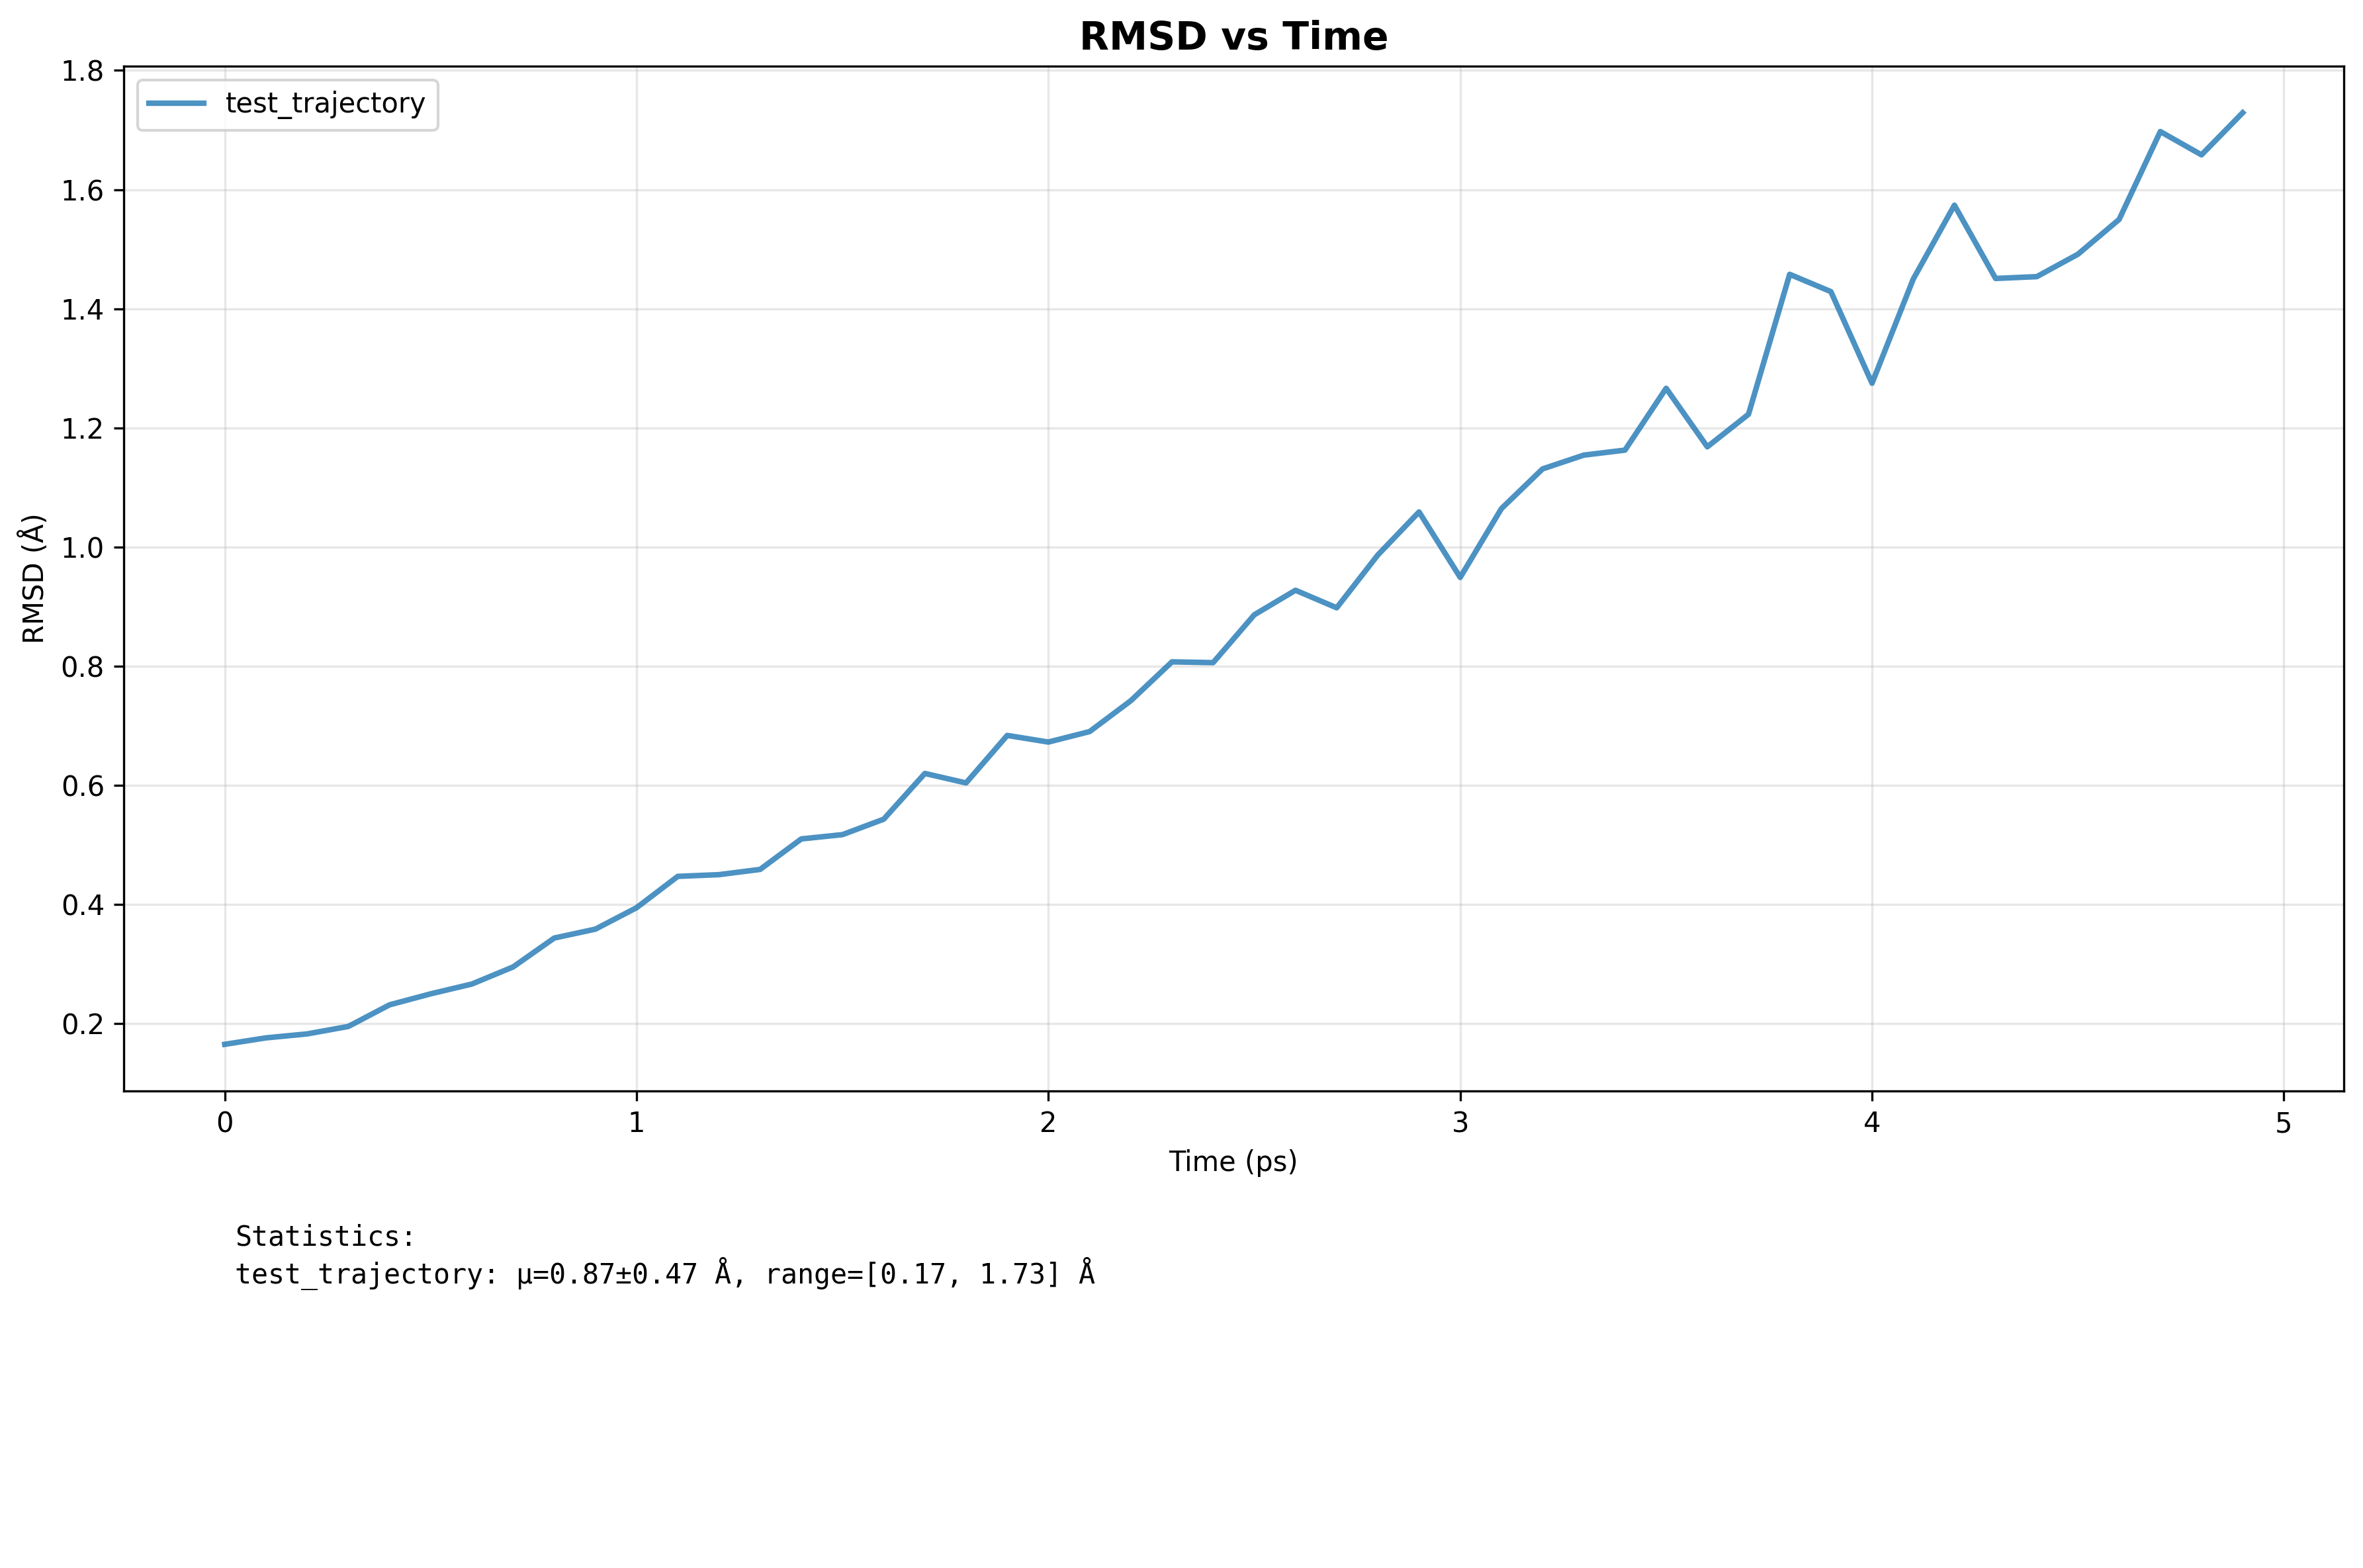 RMSD vs Time
test_trajectory
RMSD (Å)
1.8
1.6
1.4
1.2
1.0
0.8
0.6
0.4
0.2
0 1 2 3 4 5
Time (ps)
Statistics:
test_trajectory: μ=0.87±0.47 Å, range=[0.17, 1.73] Å